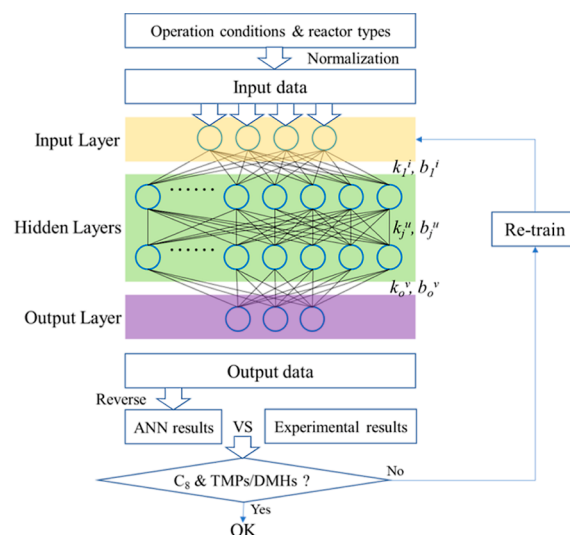 Operation conditions & reactor types
Normalization
Input data
Input Layer
k₁ⁱ, b₁ⁱ
Hidden Layers
kⱼᵘ, bⱼᵘ
Re-train
kₒᵛ, bₒᵛ
Output Layer
Output data
Reverse
ANN results
VS
Experimental results
C₈ & TMPs/DMHs ?
No
Yes
OK